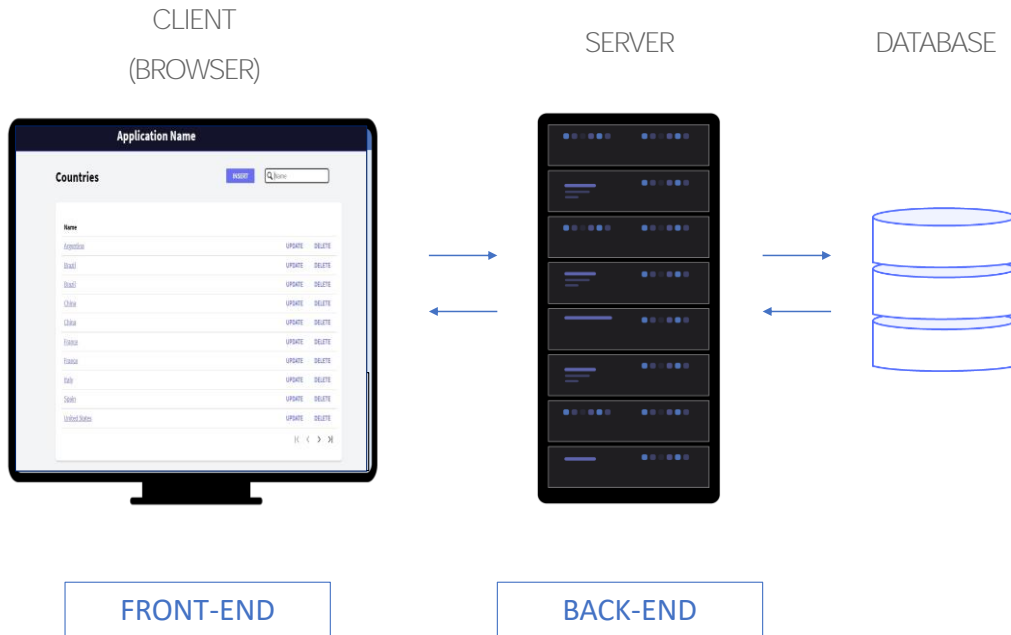 CLIENT
(BROWSER)
SERVER
DATABASE
Application Name
Countries
INSERT
Name
Name
Argentina UPDATE DELETE
Brazil UPDATE DELETE
Brazil UPDATE DELETE
China UPDATE DELETE
China UPDATE DELETE
France UPDATE DELETE
France UPDATE DELETE
Italy UPDATE DELETE
Spain UPDATE DELETE
United States UPDATE DELETE
FRONT-END
BACK-END